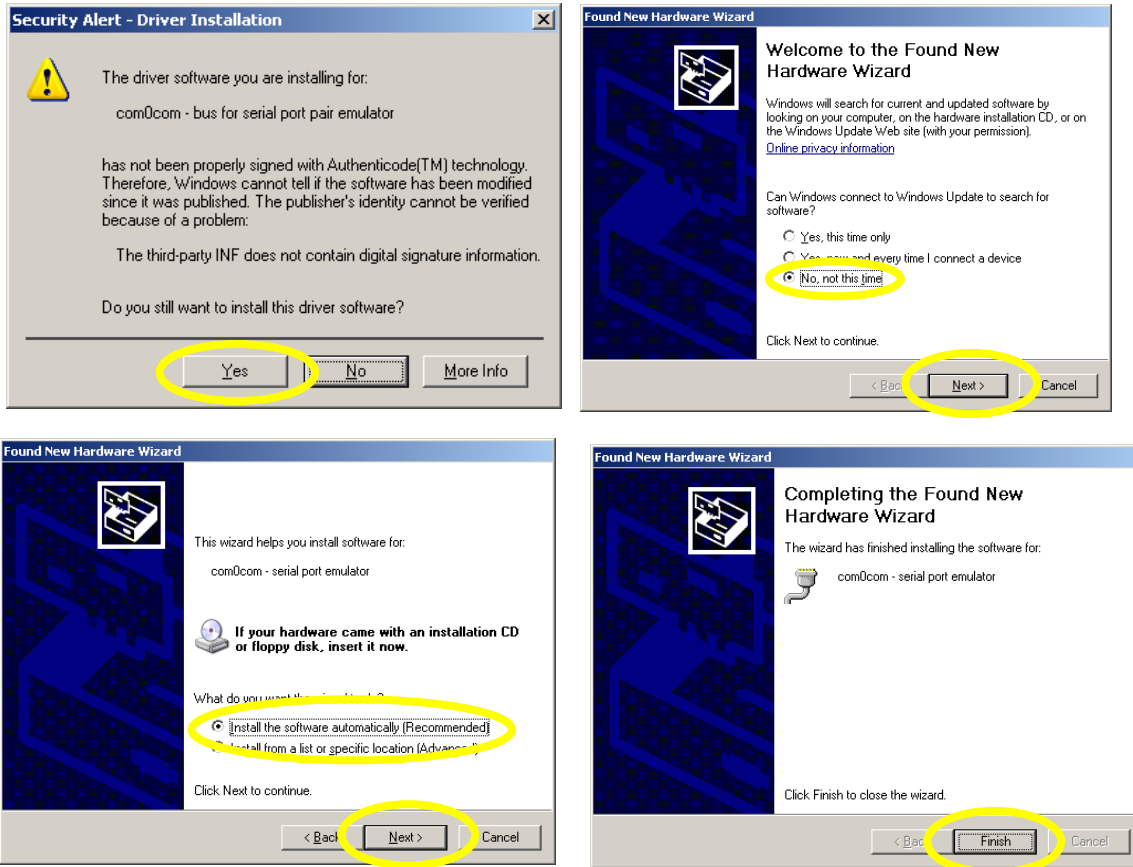 Security Alert - Driver Installation
The driver software you are installing for:
com0com - bus for serial port pair emulator
has not been properly signed with Authenticode(TM) technology.
Therefore, Windows cannot tell if the software has been modified
since it was published. The publisher's identity cannot be verified
because of a problem:
The third-party INF does not contain digital signature information.
Do you still want to install this driver software?
Yes No More Info
Found New Hardware Wizard
Welcome to the Found New
Hardware Wizard
Windows will search for current and updated software by
looking on your computer, on the hardware installation CD, or on
the Windows Update Web site (with your permission).
Online privacy information
Can Windows connect to Windows Update to search for
software?
Yes, this time only
Yes, now and every time I connect a device
No, not this time
Click Next to continue.
< Bac Next > Cancel
Found New Hardware Wizard
This wizard helps you install software for:
com0com - serial port emulator
If your hardware came with an installation CD
or floppy disk, insert it now.
What do you want the wizard to do?
Install the software automatically (Recommended)
Install from a list or specific location (Advanced)
Click Next to continue.
< Back Next > Cancel
Found New Hardware Wizard
Completing the Found New
Hardware Wizard
The wizard has finished installing the software for:
com0com - serial port emulator
Click Finish to close the wizard.
< Bac Finish Cancel